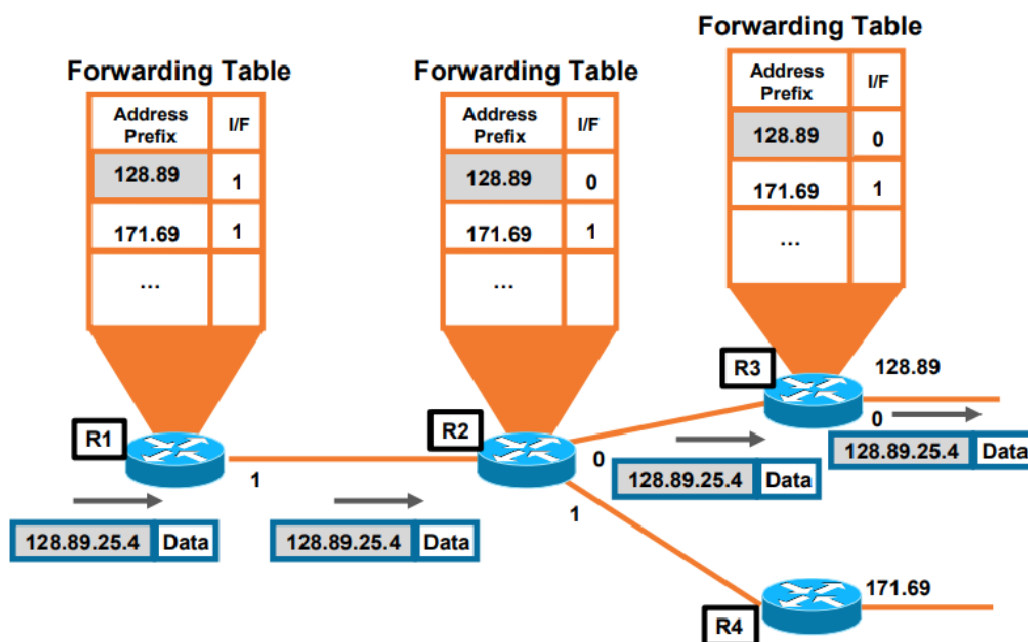 Forwarding Table
Address Prefix I/F
128.89 0
171.69 1
...
Forwarding Table
Address Prefix I/F
128.89 1
171.69 1
...
Forwarding Table
Address Prefix I/F
128.89 0
171.69 1
...
R1
R2
R3
128.89
0
1
0
1
128.89.25.4 Data
128.89.25.4 Data
128.89.25.4 Data
128.89.25.4 Data
171.69
R4